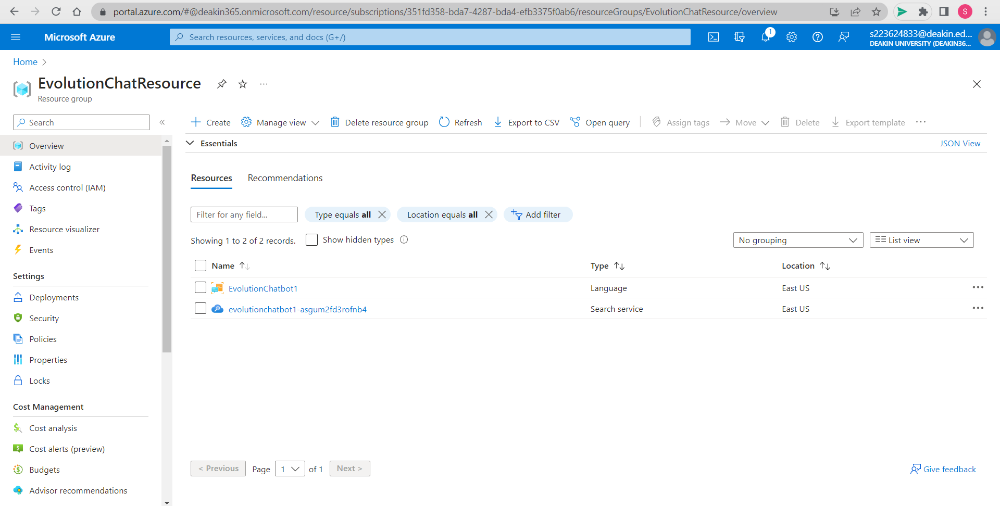 portal.azure.com/#@deakin365.onmicrosoft.com/resource/subscriptions/351fd358-bda7-4287-bda4-efb3375f0ab6/resourceGroups/EvolutionChatResource/overview
S
Microsoft Azure
Search resources, services, and docs (G+/)
1
s223624833@deakin.ed...
DEAKIN UNIVERSITY (DEAKIN36...
Home >
EvolutionChatResource
Resource group
Search
«
Create
Manage view
Delete resource group
Refresh
Export to CSV
Open query
Assign tags
Move
Delete
Export template
Essentials
JSON View
Overview
Activity log
Access control (IAM)
Tags
Resource visualizer
Events
Settings
Deployments
Security
Policies
Properties
Locks
Cost Management
Cost analysis
Cost alerts (preview)
Budgets
Advisor recommendations
Resources
Recommendations
Filter for any field...
Type equals all
Location equals all
Add filter
Showing 1 to 2 of 2 records.
Show hidden types
No grouping
List view
Name
Type
Location
EvolutionChatbot1
Language
East US
evolutionchatbot1-asgum2fd3rofnb4
Search service
East US
< Previous
Page
1
of 1
Next >
Give feedback